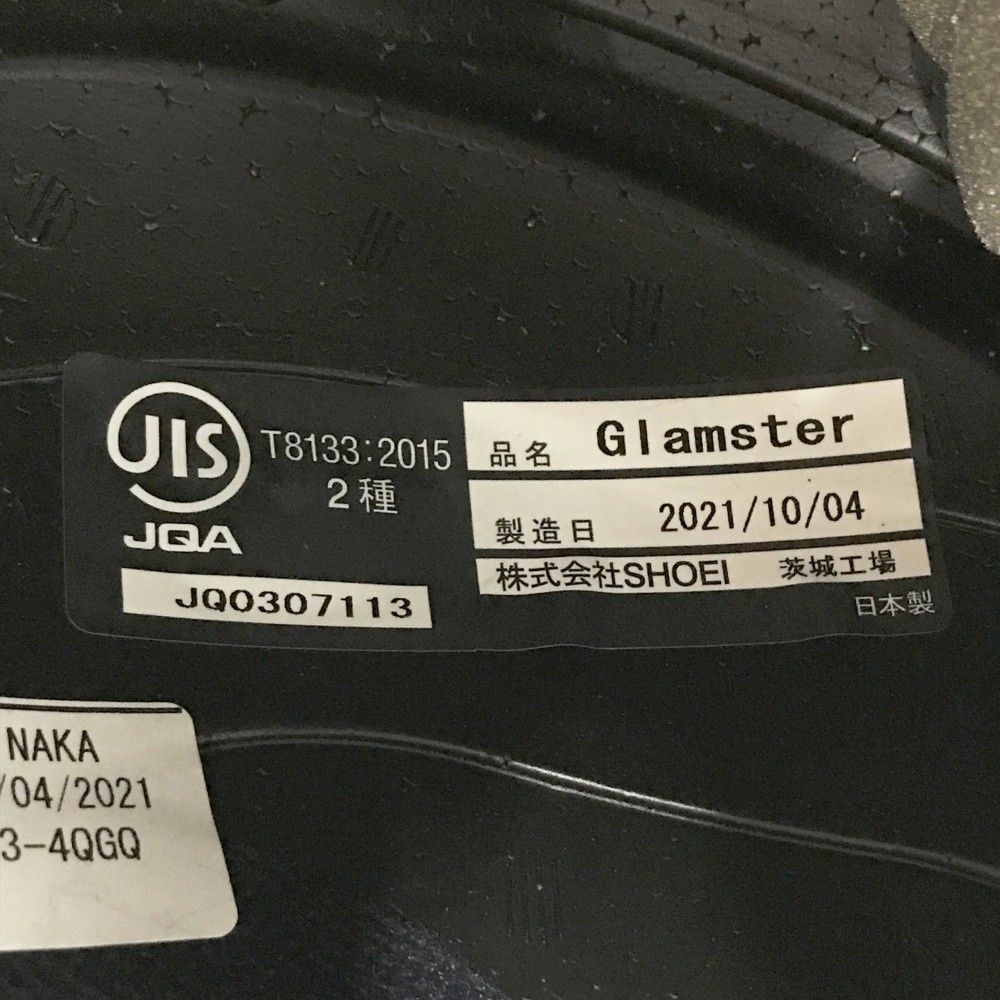 JIS
JQA
T8133:2015
2種
JQ0307113
品名 Glamster
製造日 2021/10/04
株式会社SHOEI 茨城工場
日本製
NAKA
/04/2021
3-4QGQ